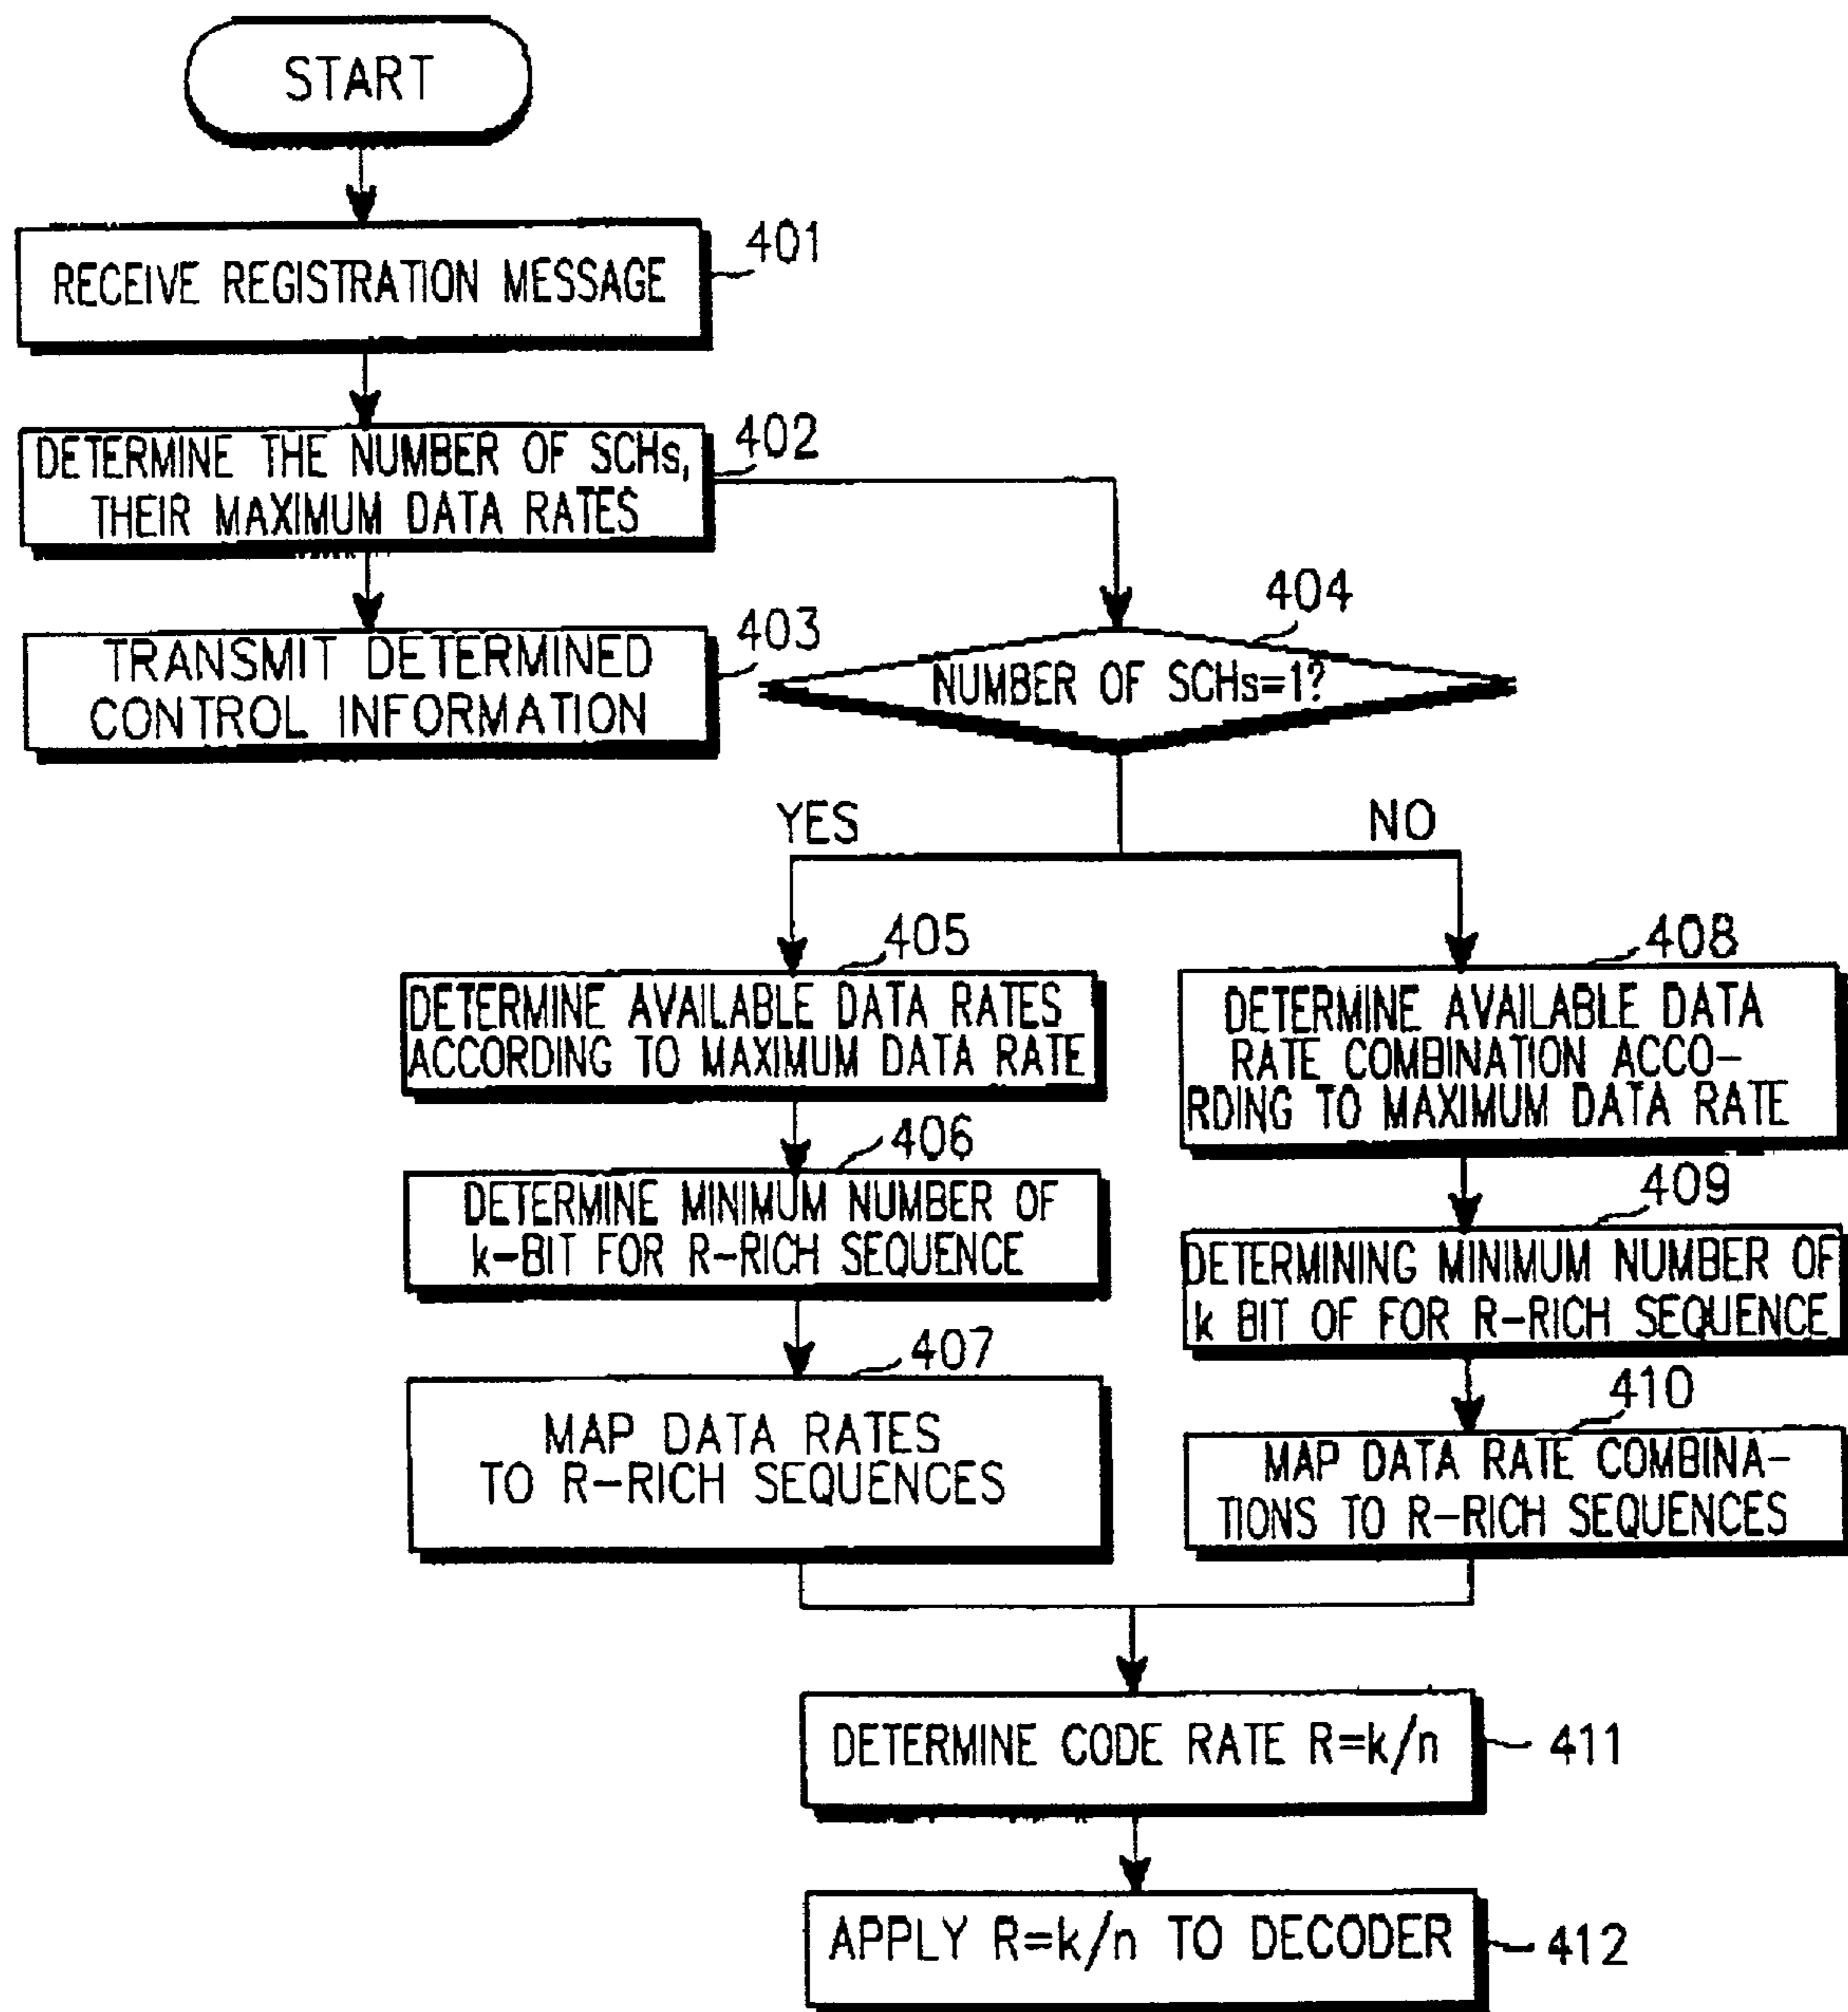 START
RECEIVE REGISTRATION MESSAGE
401
DETERMINE THE NUMBER OF SCHs,
THEIR MAXIMUM DATA RATES
402
TRANSMIT DETERMINED
CONTROL INFORMATION
403
404
NUMBER OF SCHs=1?
YES
NO
405
DETERMINE AVAILABLE DATA RATES
ACCORDING TO MAXIMUM DATA RATE
406
DETERMINE MINIMUM NUMBER OF
k-BIT FOR R-RICH SEQUENCE
407
MAP DATA RATES
TO R-RICH SEQUENCES
408
DETERMINE AVAILABLE DATA
RATE COMBINATION ACCO-
RDING TO MAXIMUM DATA RATE
409
DETERMINING MINIMUM NUMBER OF
k BIT OF FOR R-RICH SEQUENCE
410
MAP DATA RATE COMBINA-
TIONS TO R-RICH SEQUENCES
DETERMINE CODE RATE R=k/n
411
APPLY R=k/n TO DECODER
412